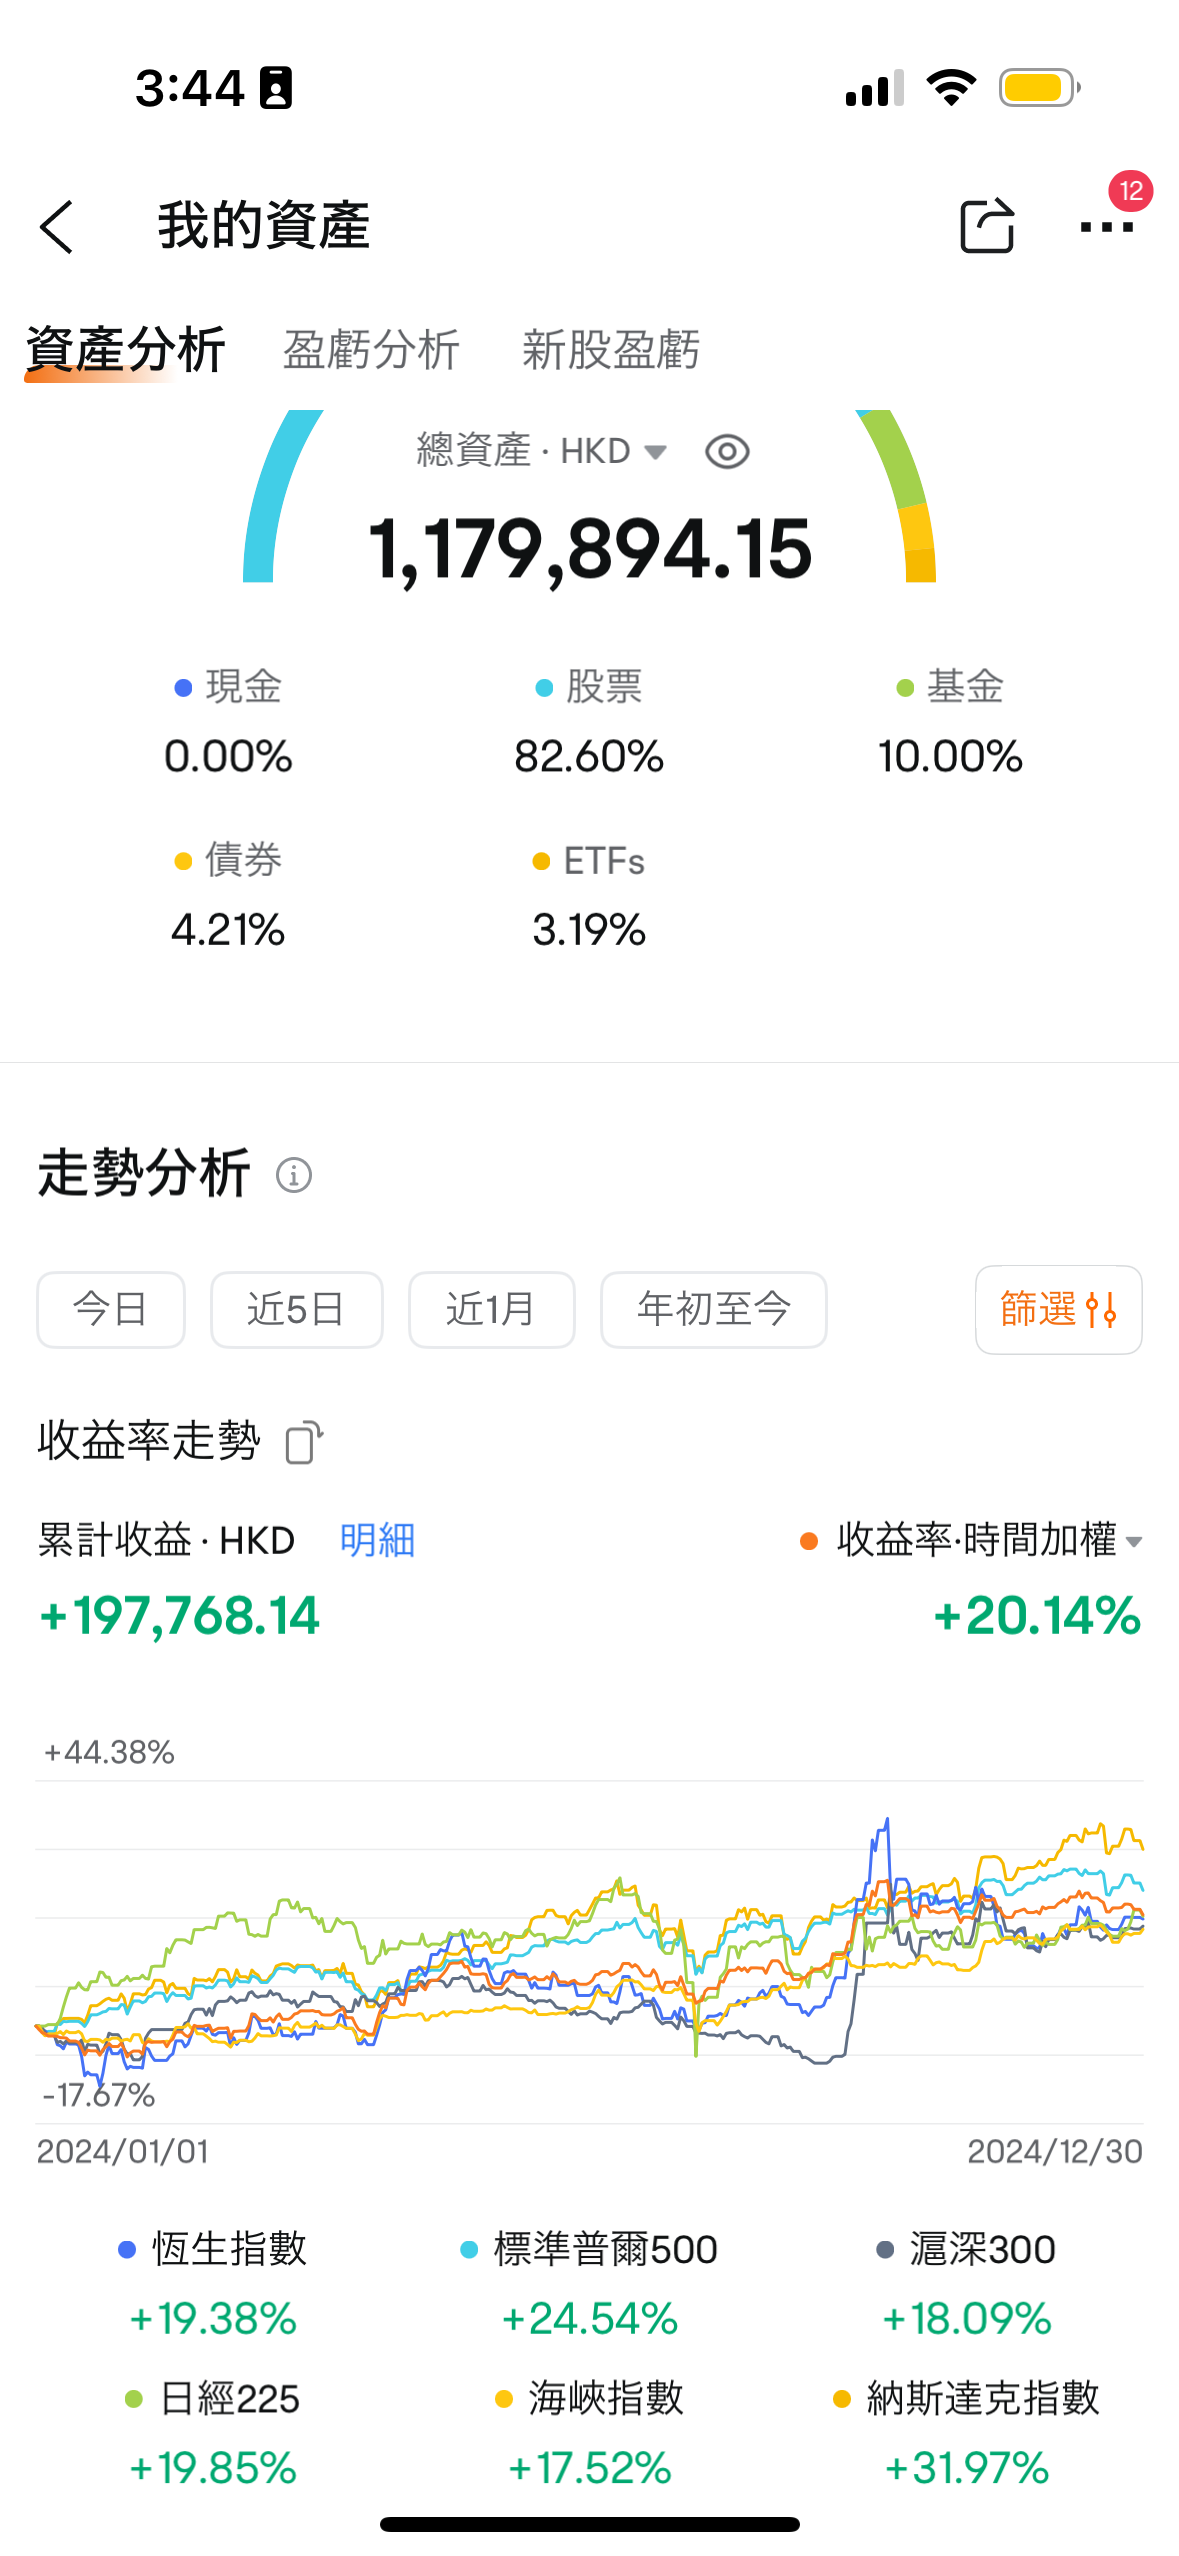 3:44
12
我的資產
資產分析 盈虧分析 新股盈虧
總資產 · HKD
1,179,894.15
現金 股票 基金
0.00% 82.60% 10.00%
債券 ETFs
4.21% 3.19%
走勢分析
今日 近5日 近1月 年初至今 篩選
收益率走勢
累計收益 · HKD 明細 收益率·時間加權
+197,768.14 +20.14%
+44.38%
-17.67%
2024/01/01 2024/12/30
恆生指數 標準普爾500 滬深300
+19.38% +24.54% +18.09%
日經225 海峽指數 納斯達克指數
+19.85% +17.52% +31.97%